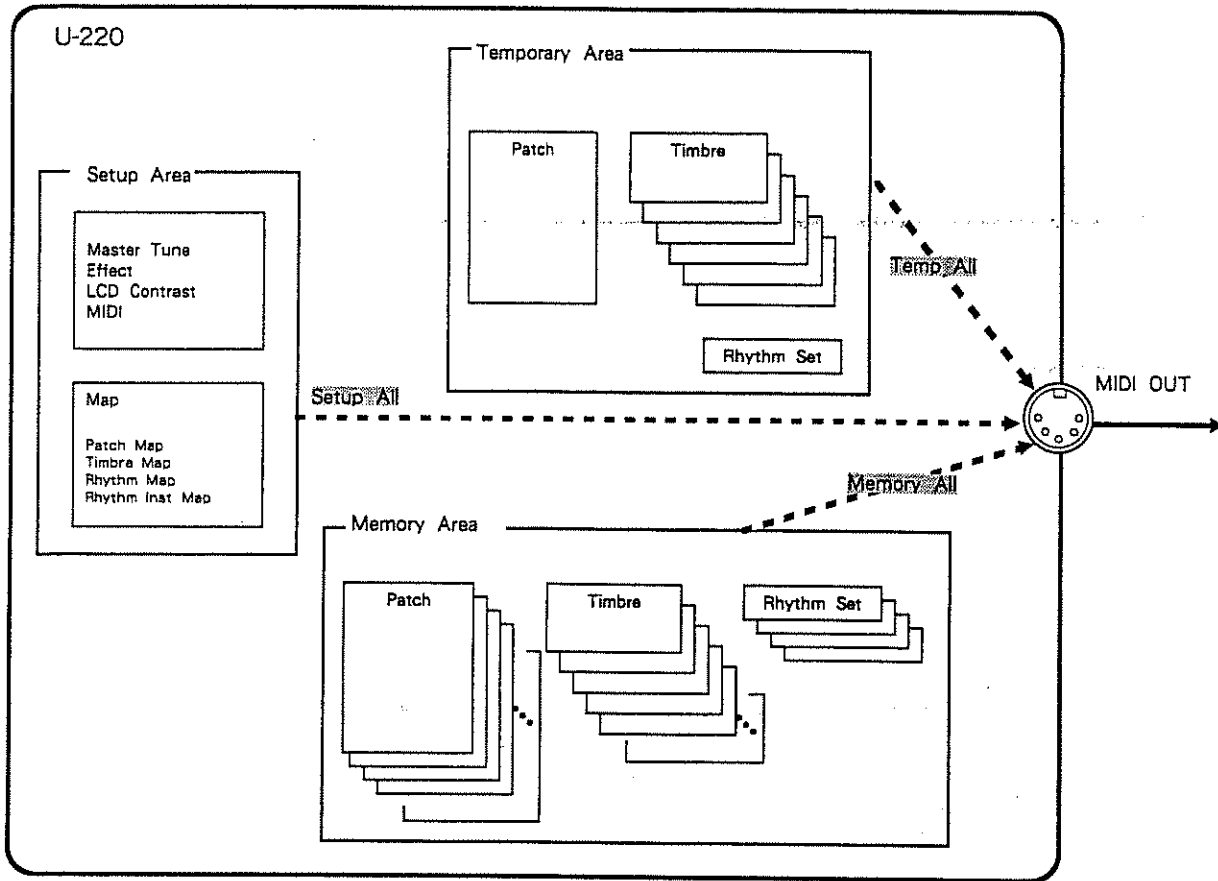 U-220
Temporary Area
Patch
Timbre
Rhythm Set
Setup Area
Master Tune
Effect
LCD Contrast
MIDI
Map
Patch Map
Timbra Map
Rhythm Map
Rhythm Inst Map
Setup All
Temp All
MIDI OUT
Memory All
Memory Area
Patch
Timbre
Rhythm Set